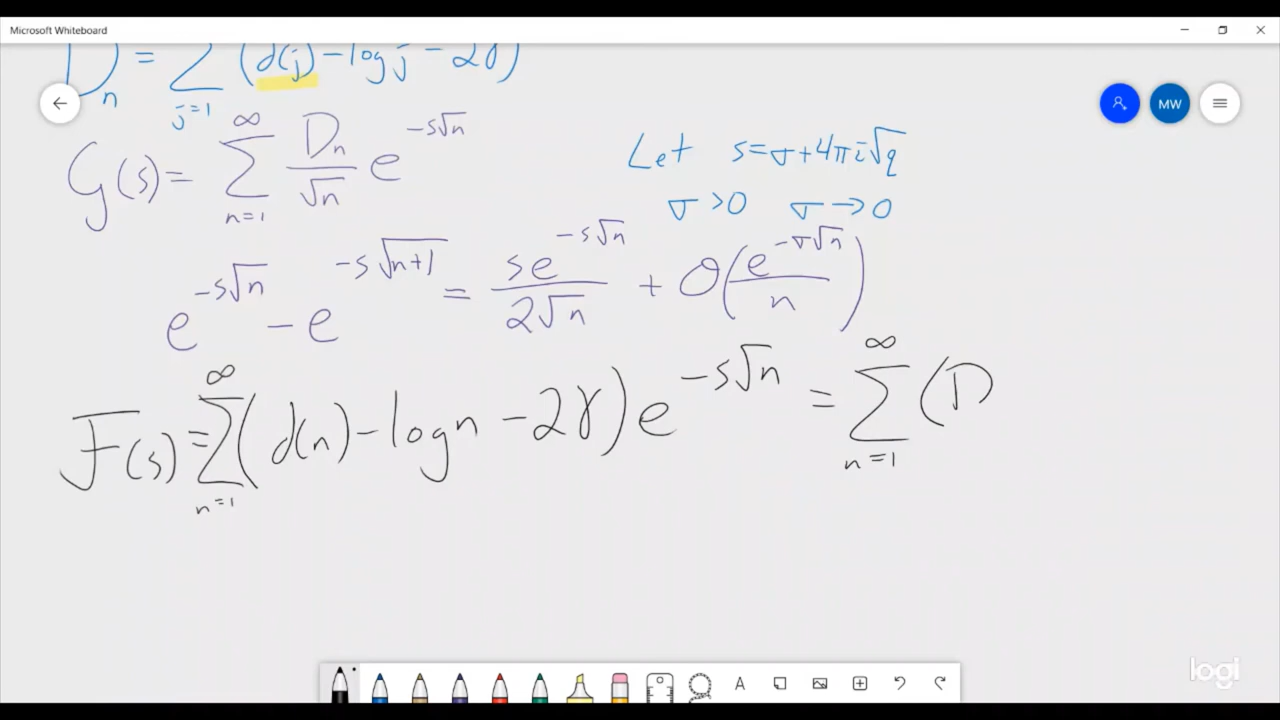 Microsoft Whiteboard
D_n = Σ_{j=1} (d(j) - log j - 2γ)
MW
G(s) = Σ_{n=1}^{∞} D_n/√n e^{-s√n}
Let s = σ + 4πi√q
σ > 0 σ → 0
e^{-s√n} - e^{-s√(n+1)} = se^{-s√n}/2√n + O(e^{-σ√n}/n)
F(s) = Σ_{n=1}^{∞} (d(n) - log n - 2γ) e^{-s√n} = Σ_{n=1}^{∞} (D
A
logi